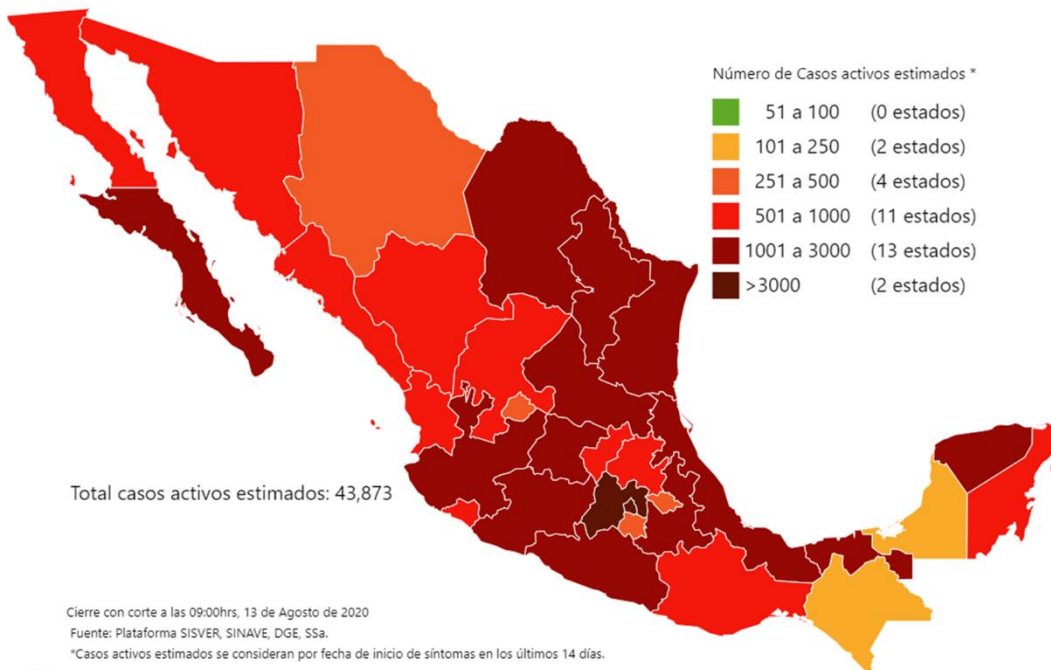 Número de Casos activos estimados *
51 a 100 (0 estados)
101 a 250 (2 estados)
251 a 500 (4 estados)
501 a 1000 (11 estados)
1001 a 3000 (13 estados)
>3000 (2 estados)
Total casos activos estimados: 43,873
Cierre con corte a las 09:00hrs, 13 de Agosto de 2020
Fuente: Plataforma SISVER, SINAVE, DGE, SSa.
*Casos activos estimados se consideran por fecha de inicio de síntomas en los últimos 14 días.